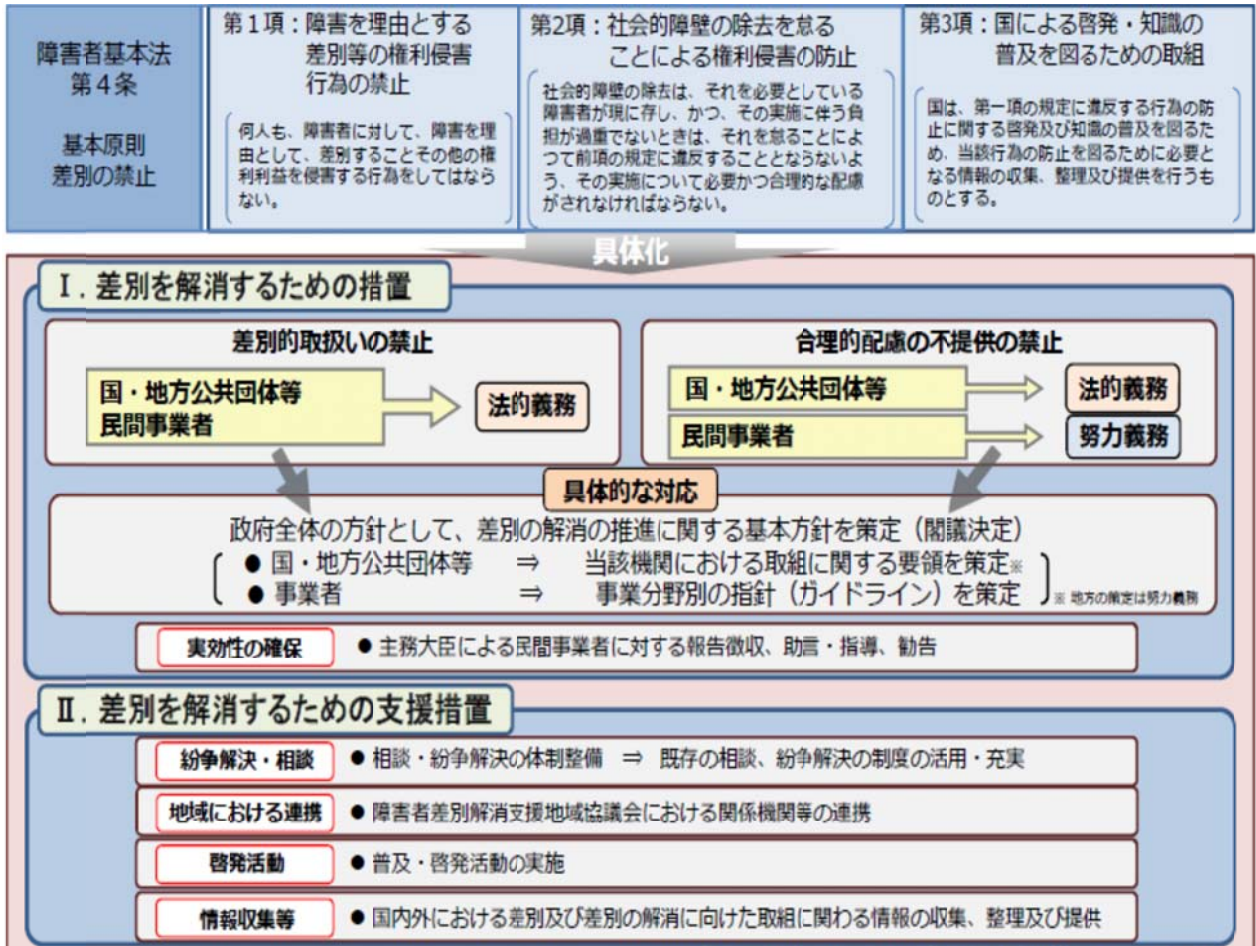 障害者基本法
第４条
基本原則
差別の禁止
第１項：障害を理由とする
差別等の権利侵害
行為の禁止
何人も、障害者に対して、障害を理
由として、差別することその他の権
利利益を侵害する行為をしてはなら
ない。
第２項：社会的障壁の除去を怠る
ことによる権利侵害の防止
社会的障壁の除去は、それを必要としている
障害者が現に存し、かつ、その実施に伴う負
担が過重でないときは、それを怠ることによ
つて前項の規定に違反することとならないよ
う、その実施について必要かつ合理的な配慮
がされなければならない。
第3項：国による啓発・知識の
普及を図るための取組
国は、第一項の規定に違反する行為の防
止に関する啓発及び知識の普及を図るた
め、当該行為の防止を図るために必要と
なる情報の収集、整理及び提供を行うも
のとする。
具体化
Ⅰ．差別を解消するための措置
差別的取扱いの禁止
国・地方公共団体等
民間事業者
法的義務
合理的配慮の不提供の禁止
国・地方公共団体等
法的義務
民間事業者
努力義務
具体的な対応
政府全体の方針として、差別の解消の推進に関する基本方針を策定（閣議決定）
● 国・地方公共団体等 ⇒ 当該機関における取組に関する要領を策定※
● 事業者 ⇒ 事業分野別の指針（ガイドライン）を策定
※ 地方の策定は努力義務
実効性の確保
● 主務大臣による民間事業者に対する報告徴収、助言・指導、勧告
Ⅱ．差別を解消するための支援措置
紛争解決・相談
● 相談・紛争解決の体制整備 ⇒ 既存の相談、紛争解決の制度の活用・充実
地域における連携
● 障害者差別解消支援地域協議会における関係機関等の連携
啓発活動
● 普及・啓発活動の実施
情報収集等
● 国内外における差別及び差別の解消に向けた取組に関わる情報の収集、整理及び提供